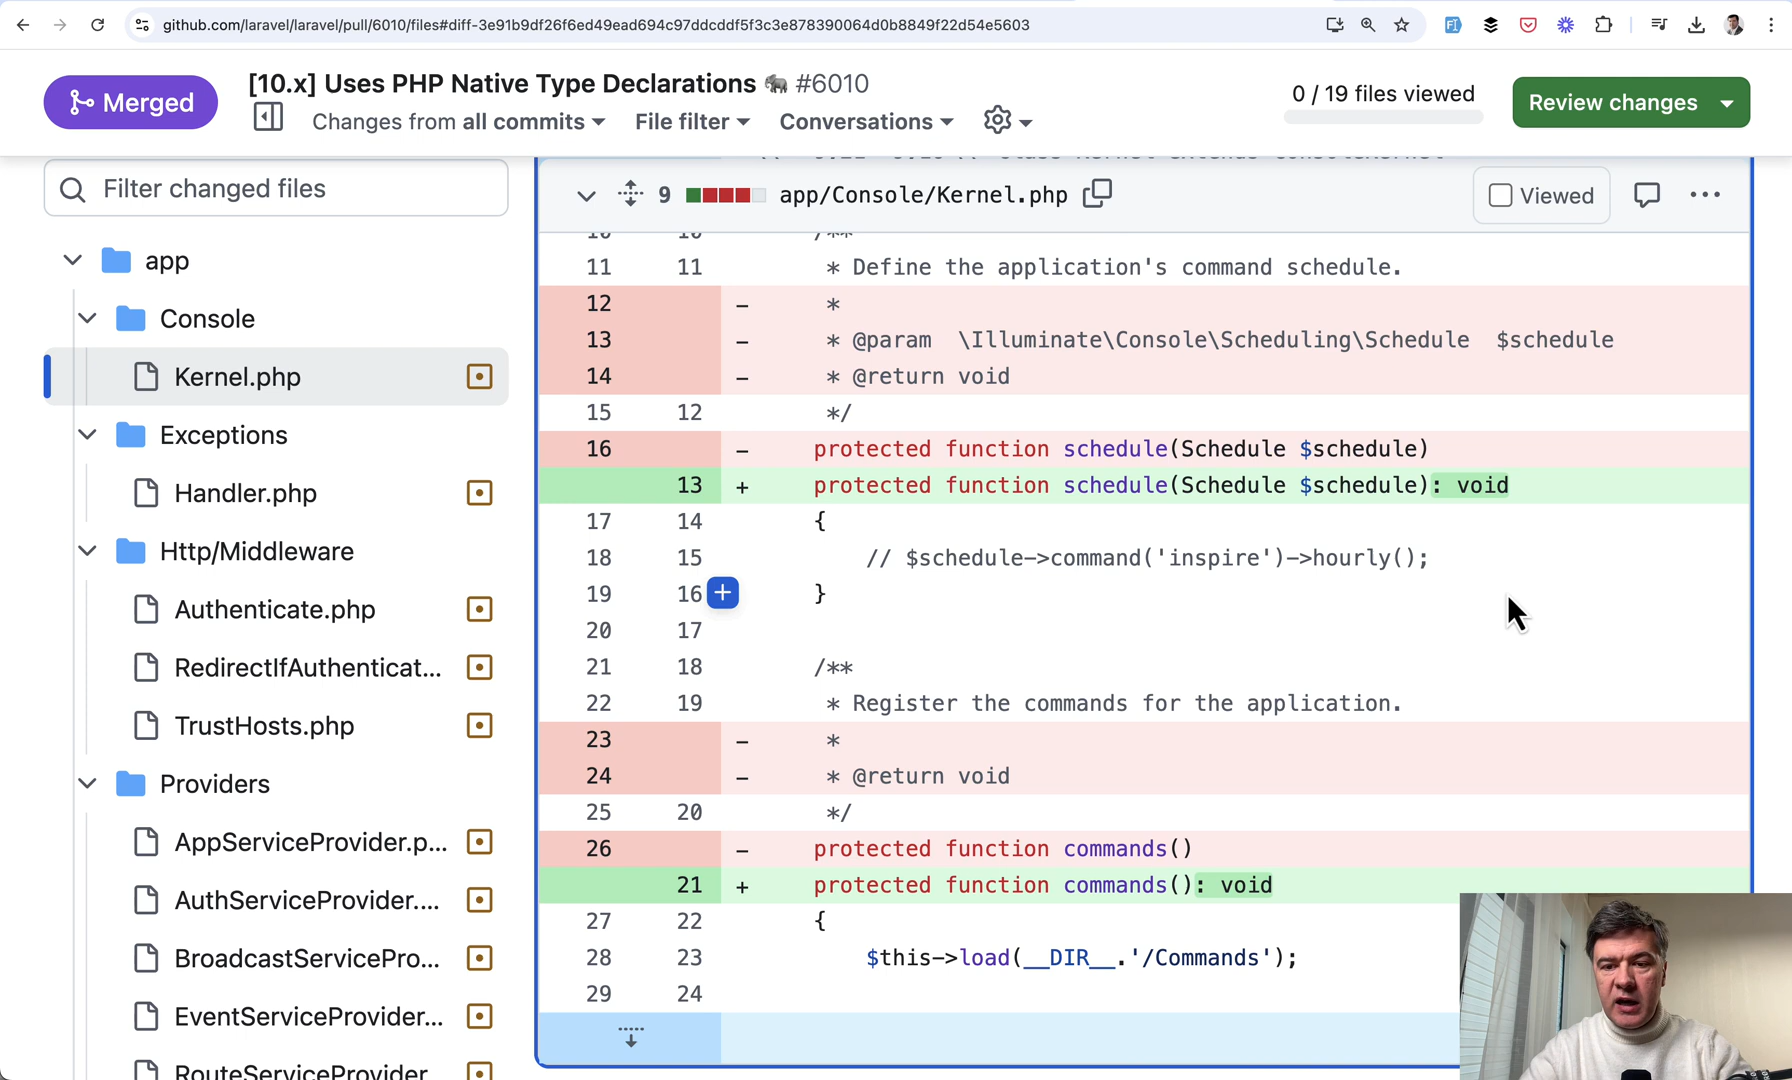 github.com/laravel/laravel/pull/6010/files#diff-3e91b9df26f6ed49ead694c97ddcddf5f3c3e878390064d0b8849f22d54e5603
Merged
[10.x] Uses PHP Native Type Declarations 🐘 #6010
Changes from all commits
File filter
Conversations
0 / 19 files viewed
Review changes
Filter changed files
app
Console
Kernel.php
Exceptions
Handler.php
Http/Middleware
Authenticate.php
RedirectIfAuthenticat...
TrustHosts.php
Providers
AppServiceProvider.p...
AuthServiceProvider....
BroadcastServicePro...
EventServiceProvider...
RouteServiceProvider
9 app/Console/Kernel.php
Viewed
10 10 /**
11 11 * Define the application's command schedule.
12 - *
13 - * @param  \Illuminate\Console\Scheduling\Schedule  $schedule
14 - * @return void
15 12 */
16 - protected function schedule(Schedule $schedule)
13 + protected function schedule(Schedule $schedule): void
17 14 {
18 15 // $schedule->command('inspire')->hourly();
19 16 }
20 17
21 18 /**
22 19 * Register the commands for the application.
23 - *
24 - * @return void
25 20 */
26 - protected function commands()
21 + protected function commands(): void
27 22 {
28 23 $this->load(__DIR__.'/Commands');
29 24